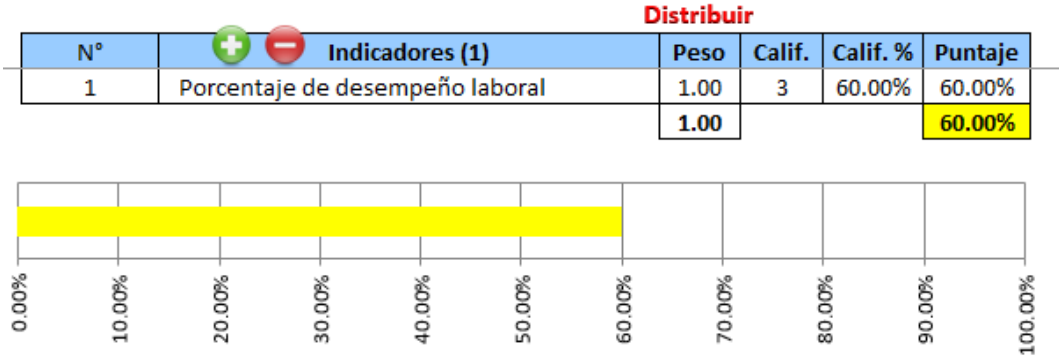 Distribuir
N° Indicadores (1) Peso Calif. Calif. % Puntaje
1 Porcentaje de desempeño laboral 1.00 3 60.00% 60.00%
1.00 60.00%
0.00% 10.00% 20.00% 30.00% 40.00% 50.00% 60.00% 70.00% 80.00% 90.00% 100.00%